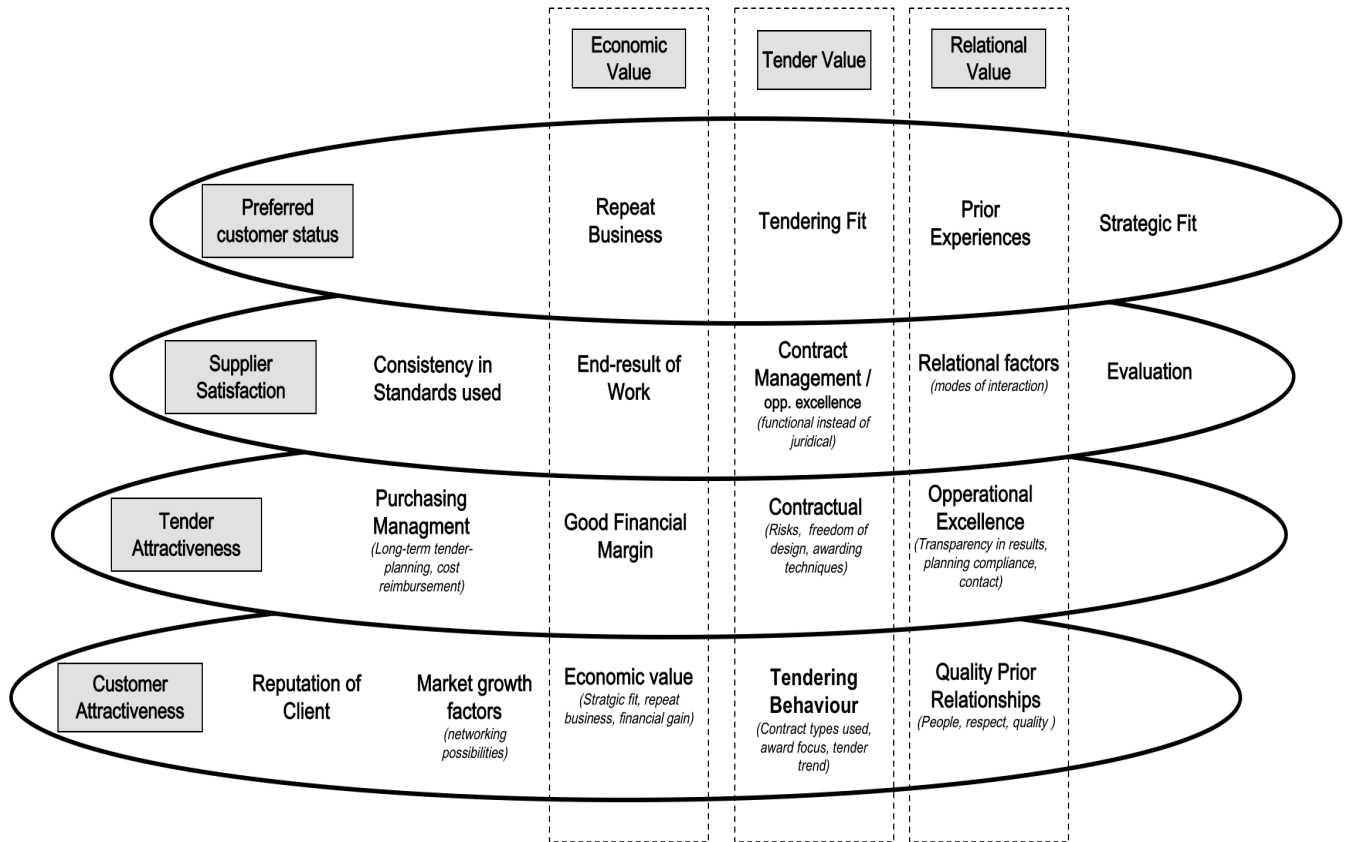 Economic
Value
Tender Value
Relational
Value
Preferred
customer status
Repeat
Business
Tendering Fit
Prior
Experiences
Strategic Fit
Supplier
Satisfaction
Consistency in
Standards used
End-result of
Work
Contract
Management /
opp. excellence
(functional instead of
juridical)
Relational factors
(modes of interaction)
Evaluation
Tender
Attractiveness
Purchasing
Managment
(Long-term tender-
planning, cost
reimbursement)
Good Financial
Margin
Contractual
(Risks, freedom of
design, awarding
techniques)
Opperational
Excellence
(Transparency in results,
planning compliance,
contact)
Customer
Attractiveness
Reputation of
Client
Market growth
factors
(networking
possibilities)
Economic value
(Stratgic fit, repeat
business, financial gain)
Tendering
Behaviour
(Contract types used,
award focus, tender
trend)
Quality Prior
Relationships
(People, respect, quality )